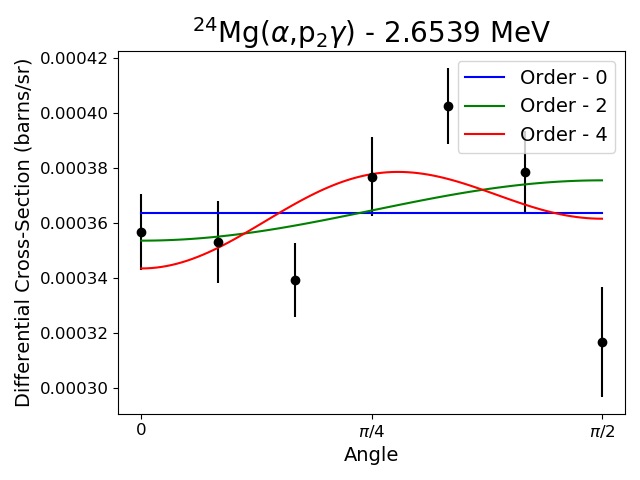 ²⁴Mg(α,p₂γ) - 2.6539 MeV
Differential Cross-Section (barns/sr)
0.00042
0.00040
0.00038
0.00036
0.00034
0.00032
0.00030
Order - 0
Order - 2
Order - 4
0
π/4
π/2
Angle